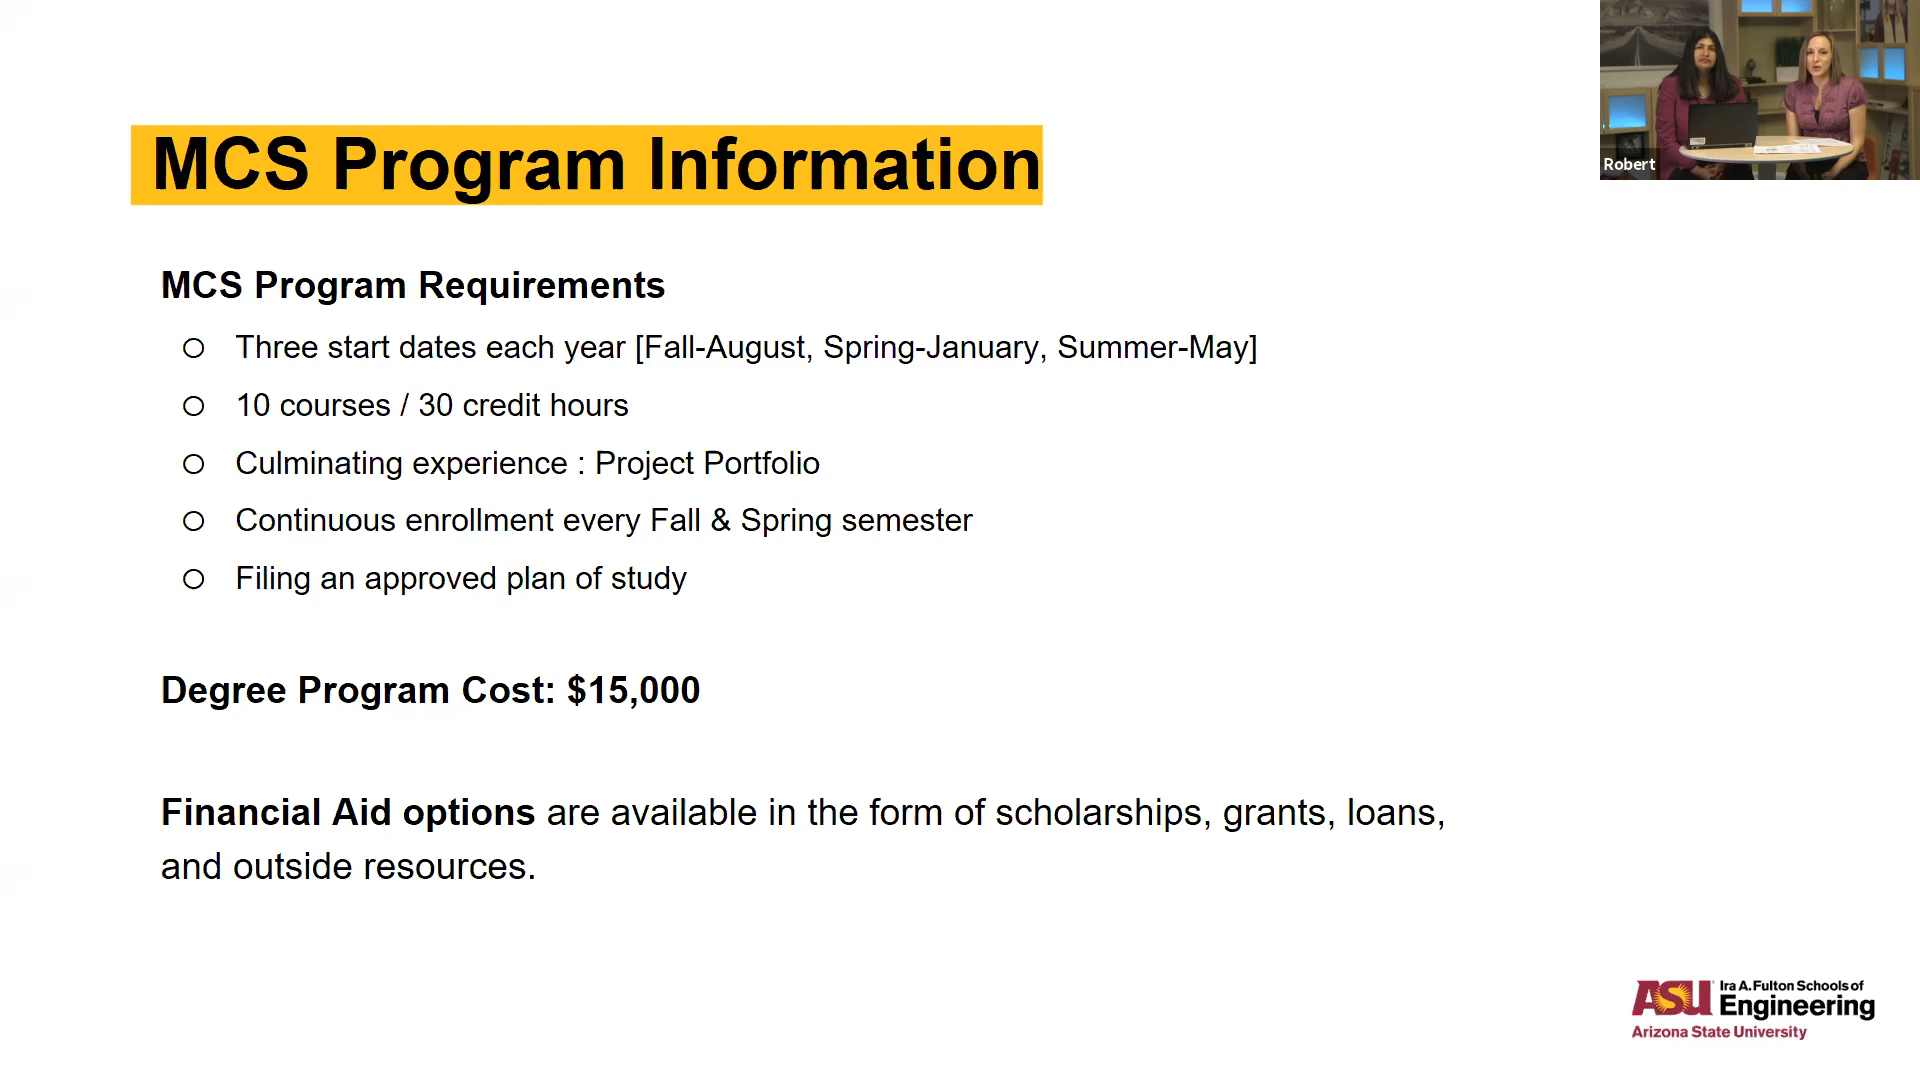 MCS Program Information
MCS Program Requirements
Three start dates each year [Fall-August, Spring-January, Summer-May]
10 courses / 30 credit hours
Culminating experience : Project Portfolio
Continuous enrollment every Fall & Spring semester
Filing an approved plan of study
Degree Program Cost: $15,000
Financial Aid options are available in the form of scholarships, grants, loans,
and outside resources.
Robert
ASU Ira A. Fulton Schools of
Engineering
Arizona State University